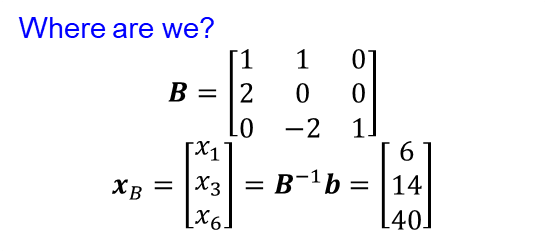 Where are we?
B = [1 1 0
2 0 0
0 −2 1]
x_B = [x₁
x₃
x₆] = B⁻¹b = [6
14
40]